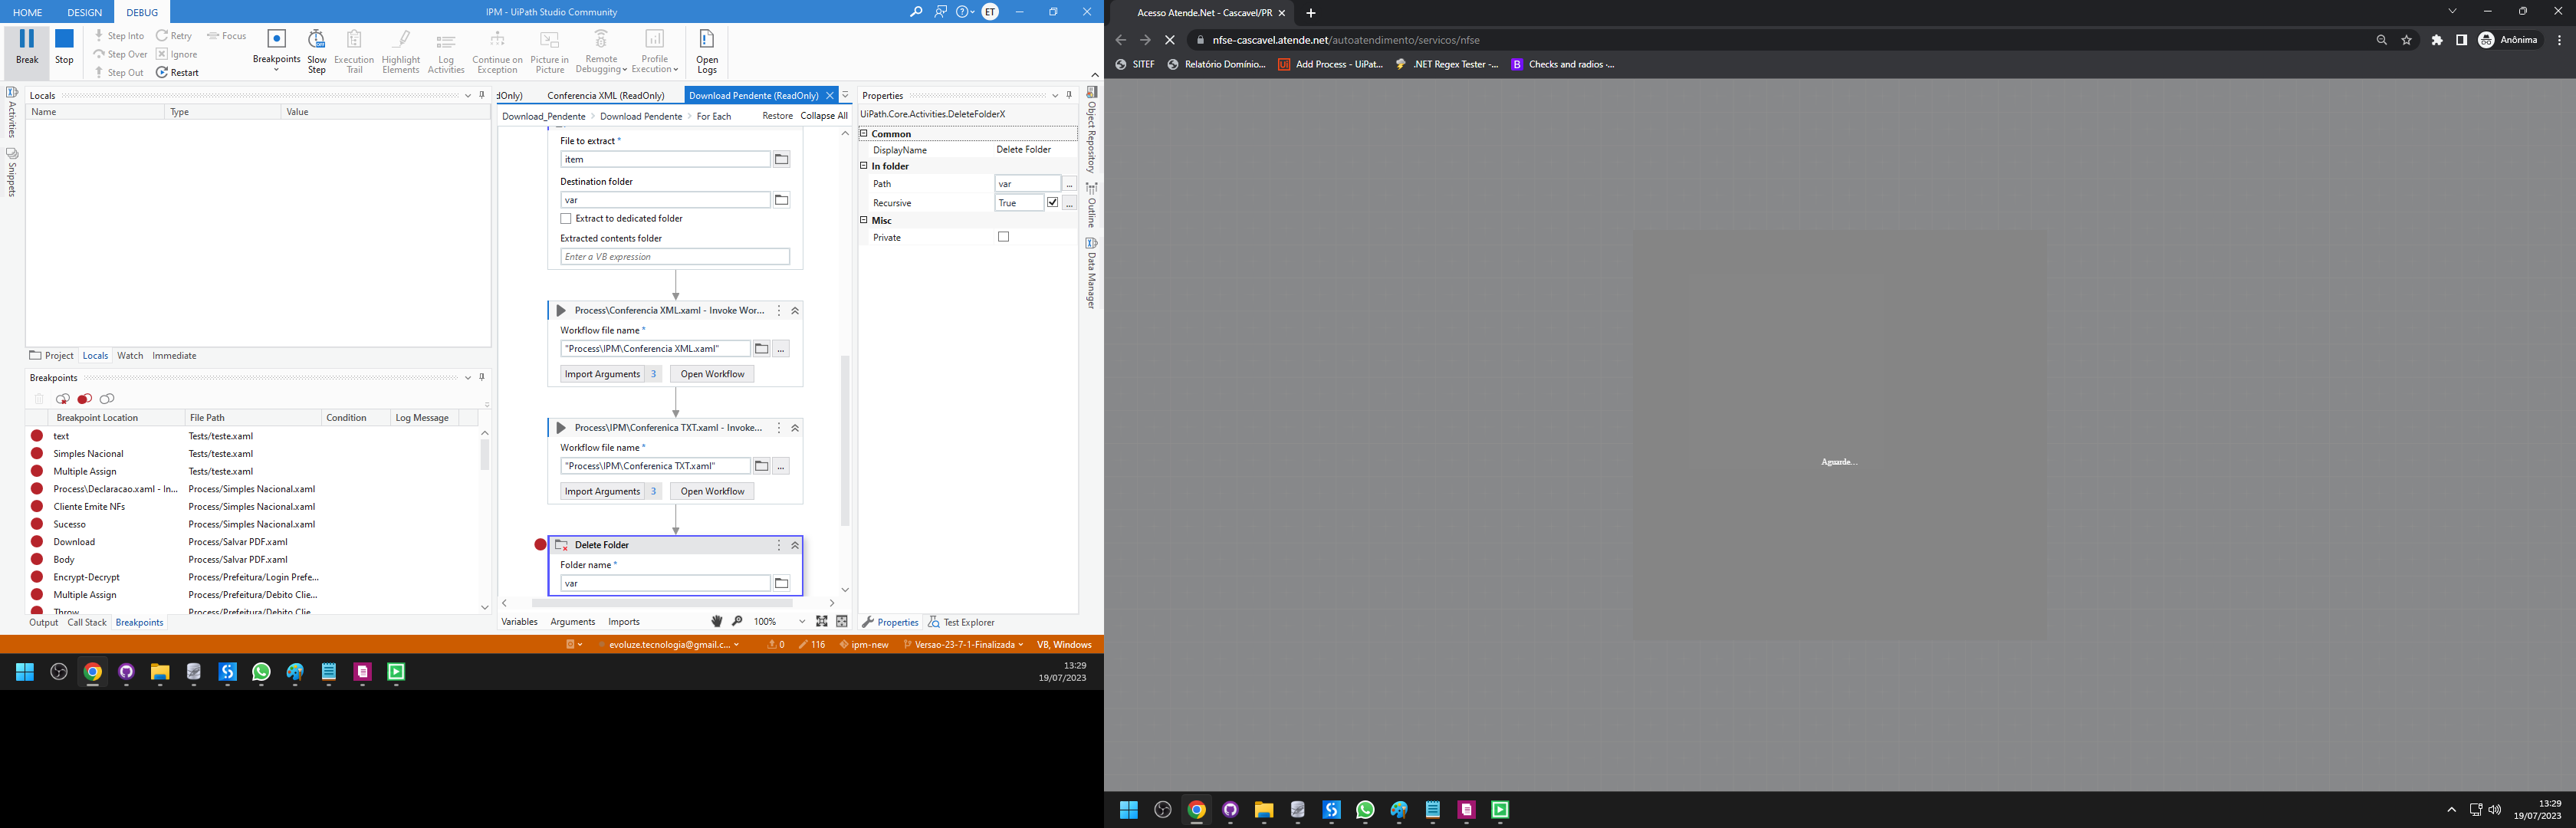 HOME DESIGN DEBUG
IPM - UiPath Studio Community
ET
Break
Stop
Step Into
Step Over
Step Out
Retry
Ignore
Restart
Focus
Breakpoints
Slow Step
Execution Trail
Highlight Elements
Log Activities
Continue on Exception
Picture in Picture
Remote Debugging
Profile Execution
Open Logs
Activities
Snippets
Locals
Name Type Value
Project Locals Watch Immediate
Breakpoints
Breakpoint Location File Path Condition Log Message
text Tests/teste.xaml
Simples Nacional Tests/teste.xaml
Multiple Assign Tests/teste.xaml
Process\Declaracao.xaml - In... Process/Simples Nacional.xaml
Cliente Emite NFs Process/Simples Nacional.xaml
Sucesso Process/Simples Nacional.xaml
Download Process/Salvar PDF.xaml
Body Process/Salvar PDF.xaml
Encrypt-Decrypt Process/Prefeitura/Login Prefe...
Multiple Assign Process/Prefeitura/Debito Clie...
Throw Process/Prefeitura/Debito Clie
Output Call Stack Breakpoints
dOnly) Conferencia XML (ReadOnly) Download Pendente (ReadOnly)
Download_Pendente > Download Pendente > For Each Restore Collapse All
File to extract *
item
Destination folder
var
Extract to dedicated folder
Extracted contents folder
Enter a VB expression
Process\Conferencia XML.xaml - Invoke Wor...
Workflow file name *
"Process\IPM\Conferencia XML.xaml"
...
Import Arguments 3 Open Workflow
Process\IPM\Conferenica TXT.xaml - Invoke...
Workflow file name *
"Process\IPM\Conferenica TXT.xaml"
...
Import Arguments 3 Open Workflow
Delete Folder
Folder name *
var
Variables Arguments Imports 100%
Properties
UiPath.Core.Activities.DeleteFolderX
Common
DisplayName Delete Folder
In folder
Path var ...
Recursive True ...
Misc
Private
Properties Test Explorer
Object Repository
Outline
Data Manager
evoluze.tecnologia@gmail.c... 0 116 ipm-new Versao-23-7-1-Finalizada VB, Windows
13:29
19/07/2023
Acesso Atende.Net - Cascavel/PR
nfse-cascavel.atende.net/autoatendimento/servicos/nfse
Anônima
SITEF Relatório Domínio... Add Process - UiPat... .NET Regex Tester -... Checks and radios ·...
Aguarde...
13:29
19/07/2023